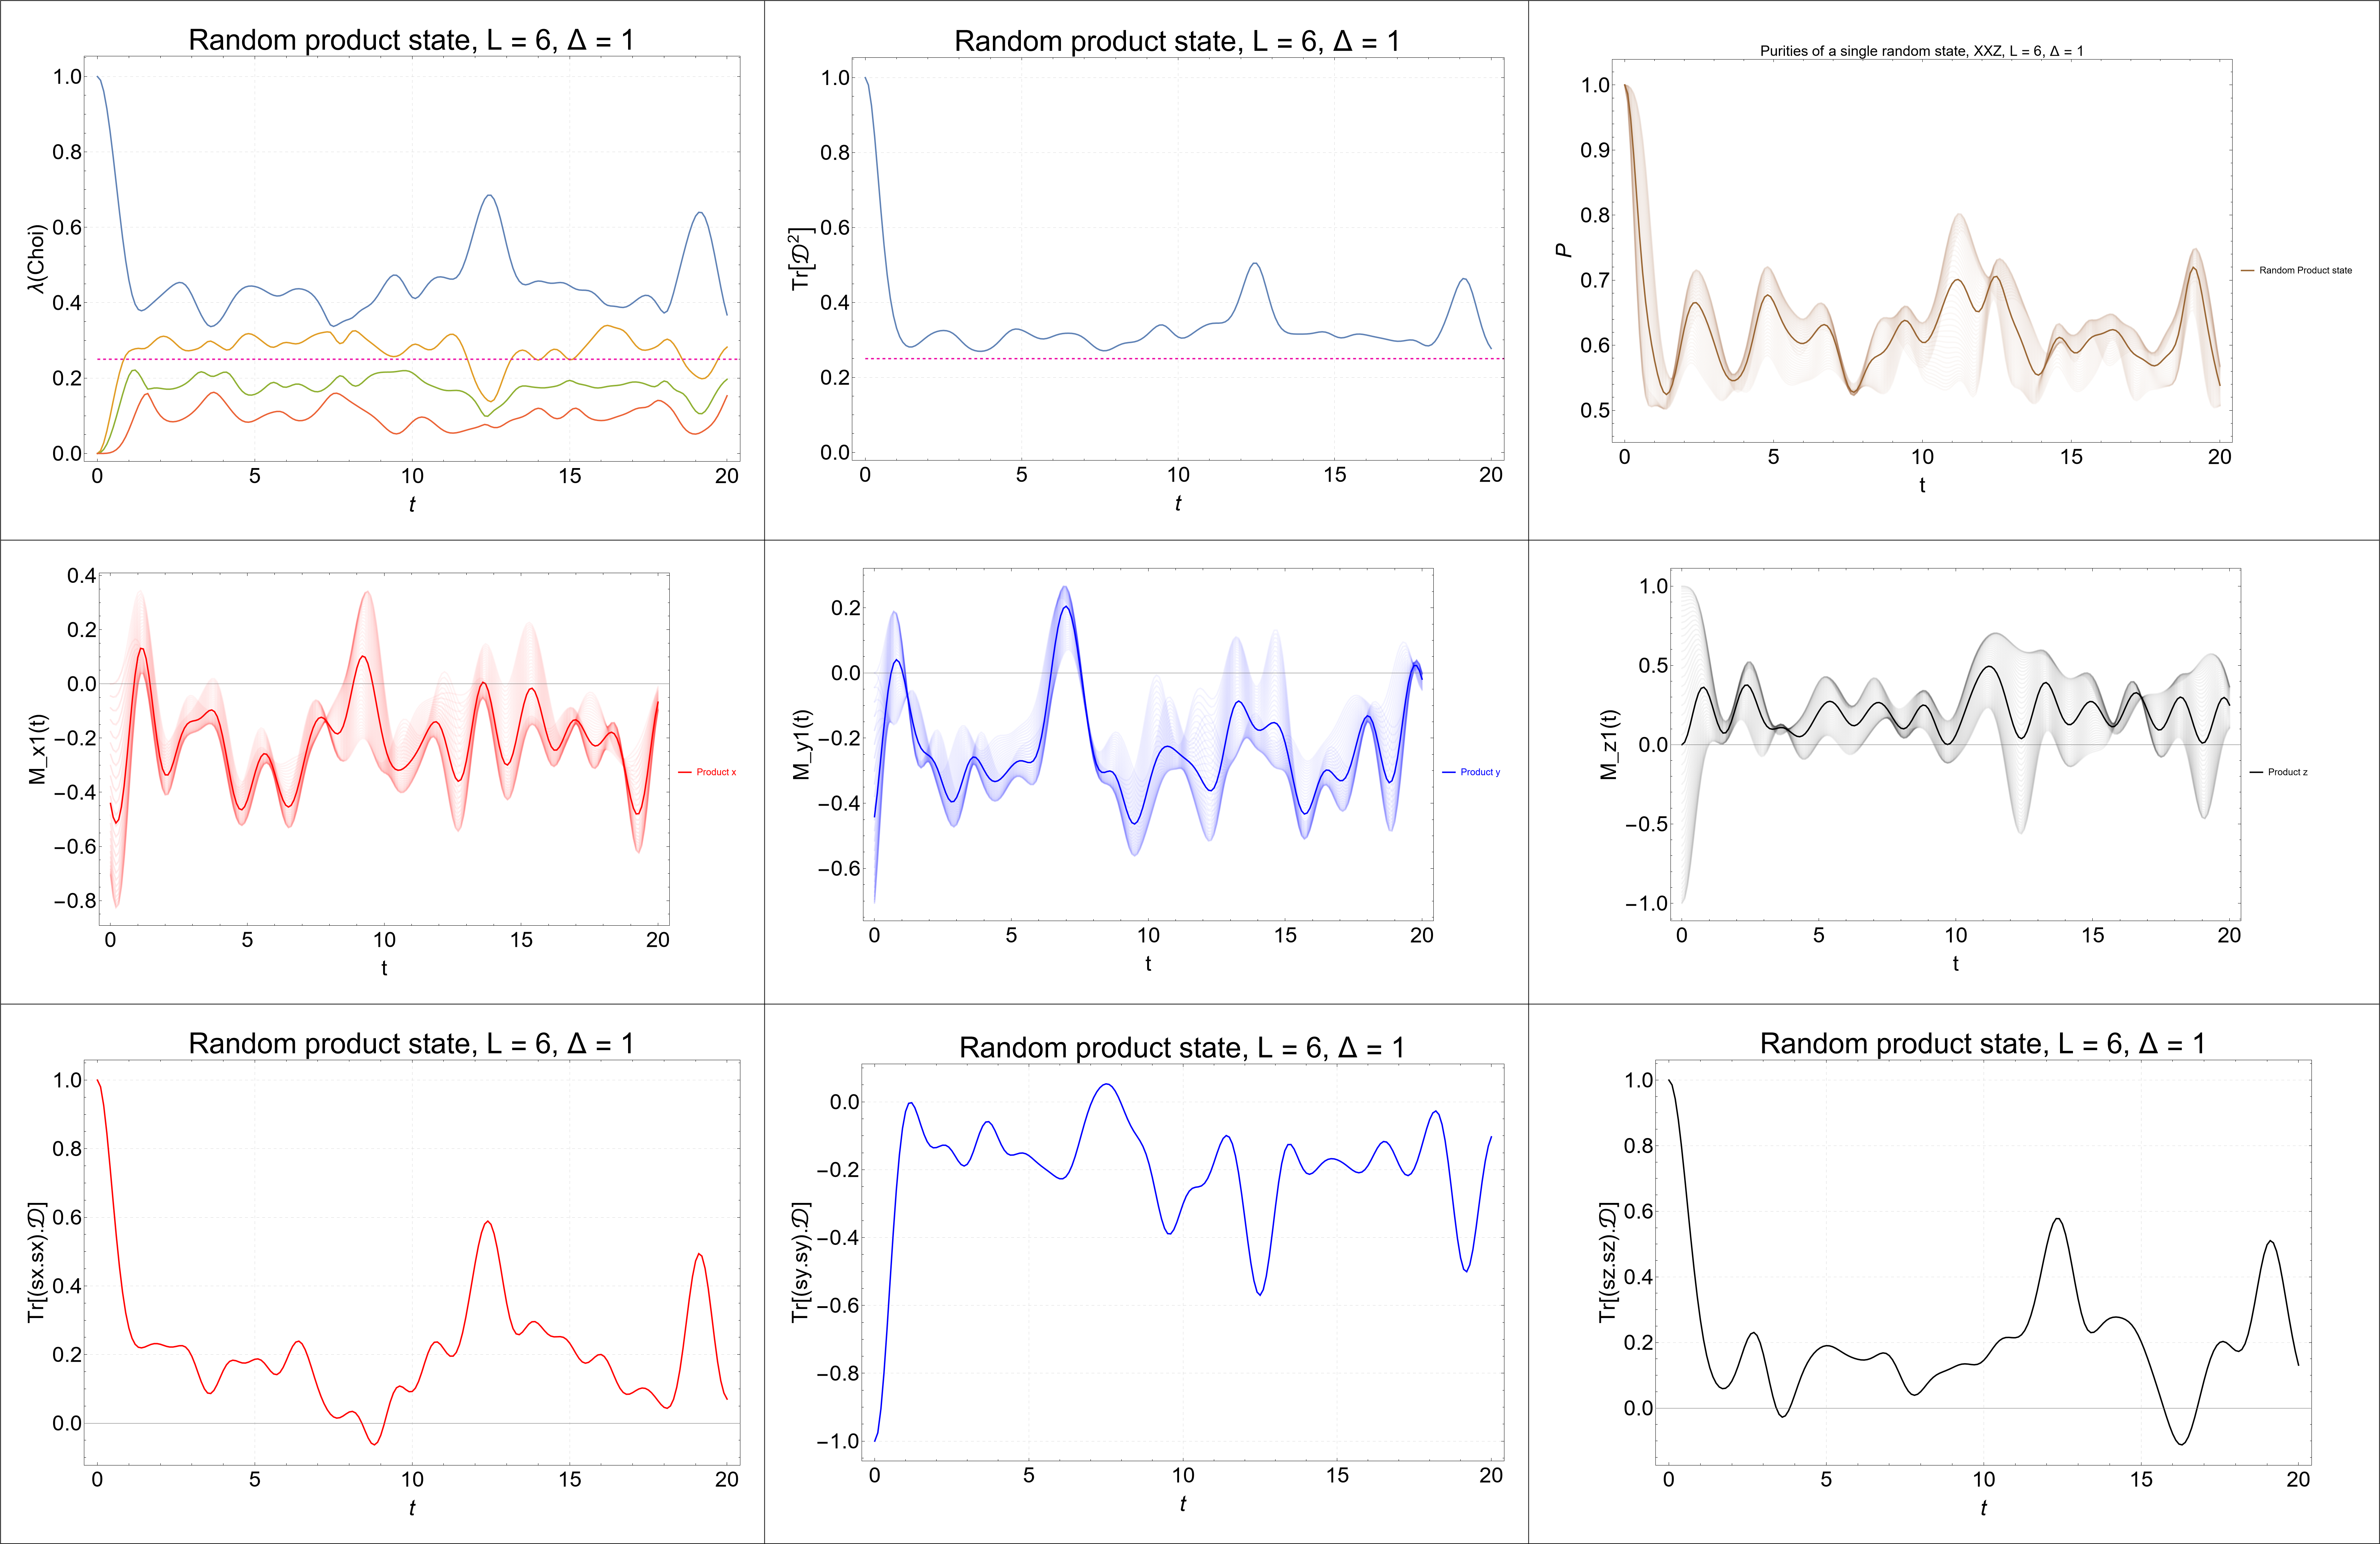 Random product state, L = 6, Δ = 1
λ(Choi)
1.0
0.8
0.6
0.4
0.2
0.0
0 5 10 15 20
t
Random product state, L = 6, Δ = 1
Tr[𝒟²]
1.0
0.8
0.6
0.4
0.2
0.0
0 5 10 15 20
t
Purities of a single random state, XXZ, L = 6, Δ = 1
P
1.0
0.9
0.8
0.7
0.6
0.5
0 5 10 15 20
t
Random Product state
M_x1(t)
0.4
0.2
0.0
−0.2
−0.4
−0.6
−0.8
0 5 10 15 20
t
Product x
M_y1(t)
0.2
0.0
−0.2
−0.4
−0.6
0 5 10 15 20
t
Product y
M_z1(t)
1.0
0.5
0.0
−0.5
−1.0
0 5 10 15 20
t
Product z
Random product state, L = 6, Δ = 1
Tr[(sx.sx).𝒟]
1.0
0.8
0.6
0.4
0.2
0.0
0 5 10 15 20
t
Random product state, L = 6, Δ = 1
Tr[(sy.sy).𝒟]
0.0
−0.2
−0.4
−0.6
−0.8
−1.0
0 5 10 15 20
t
Random product state, L = 6, Δ = 1
Tr[(sz.sz).𝒟]
1.0
0.8
0.6
0.4
0.2
0.0
0 5 10 15 20
t